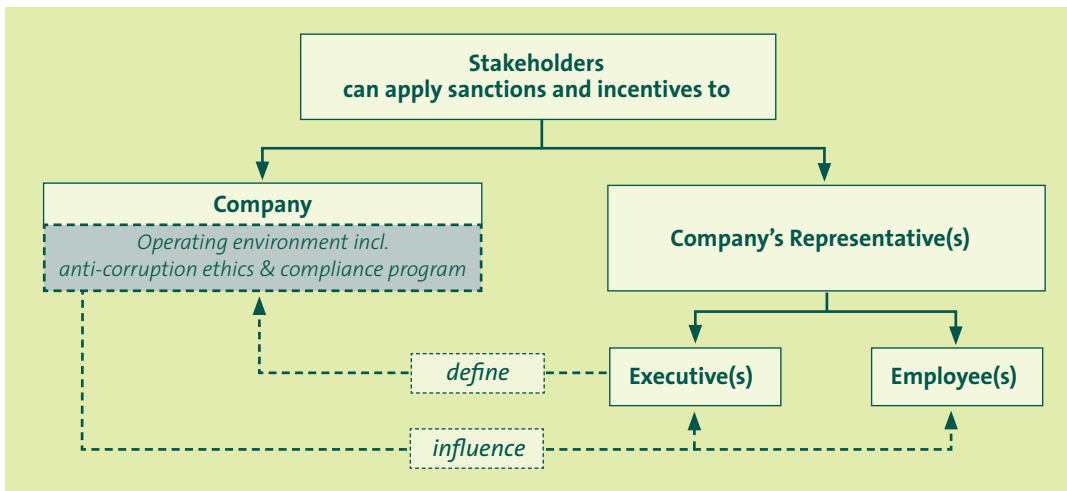 Stakeholders
can apply sanctions and incentives to
Company
Operating environment incl.
anti-corruption ethics & compliance program
Company’s Representative(s)
define
Executive(s)
Employee(s)
influence